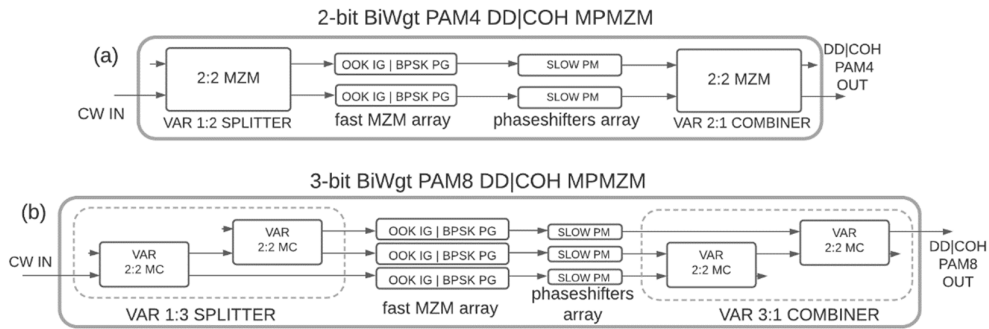 2-bit BiWgt PAM4 DD|COH MPMZM
(a)
2:2 MZM
OOK IG | BPSK PG
SLOW PM
2:2 MZM
DD|COH
PAM4
OUT
OOK IG | BPSK PG
SLOW PM
CW IN
VAR 1:2 SPLITTER
fast MZM array
phaseshifters array
VAR 2:1 COMBINER
3-bit BiWgt PAM8 DD|COH MPMZM
(b)
VAR
2:2 MC
OOK IG | BPSK PG
SLOW PM
VAR
2:2 MC
CW IN
VAR
2:2 MC
OOK IG | BPSK PG
SLOW PM
VAR
2:2 MC
DD|COH
PAM8
OUT
OOK IG | BPSK PG
SLOW PM
VAR 1:3 SPLITTER
fast MZM array
phaseshifters
array
VAR 3:1 COMBINER